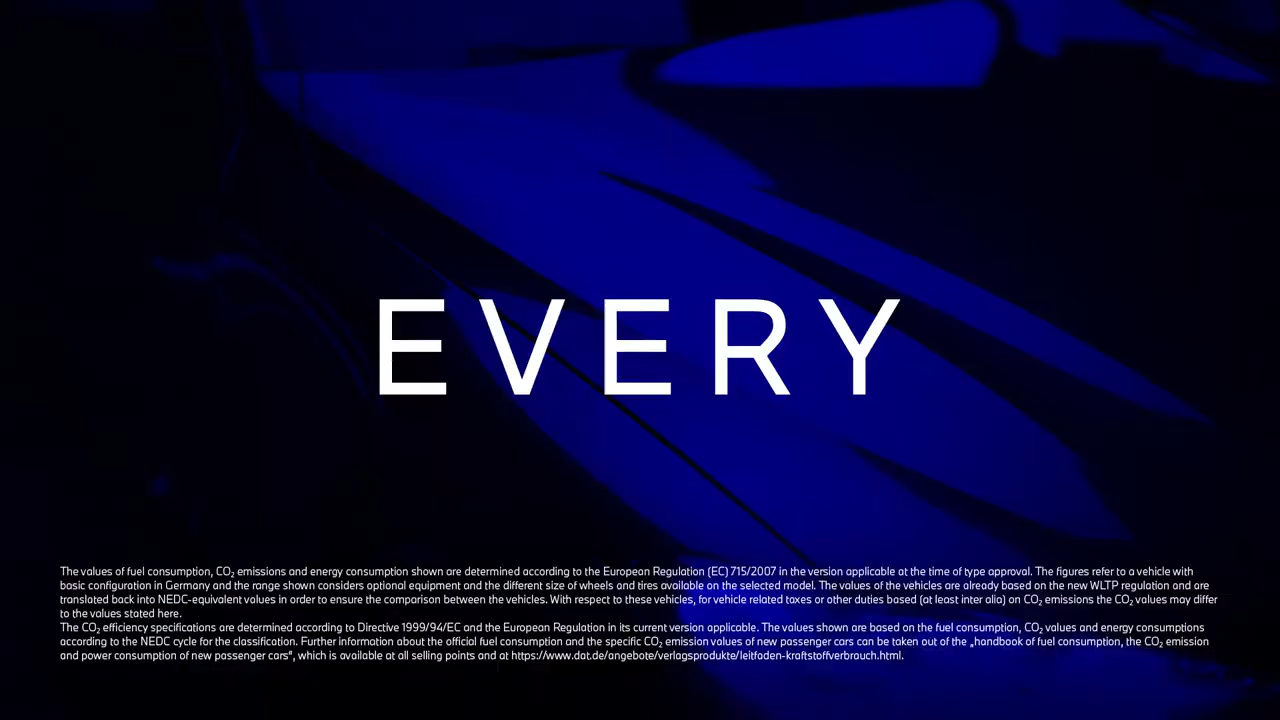 EVERY
The values of fuel consumption, CO₂ emissions and energy consumption shown are determined according to the European Regulation (EC) 715/2007 in the version applicable at the time of type approval. The figures refer to a vehicle with
basic configuration in Germany and the range shown considers optional equipment and the different size of wheels and tires available on the selected model. The values of the vehicles are already based on the new WLTP regulation and are
translated back into NEDC-equivalent values in order to ensure the comparison between the vehicles. With respect to these vehicles, for vehicle related taxes or other duties based (at least inter alia) on CO₂ emissions the CO₂ values may differ
to the values stated here.
The CO₂ efficiency specifications are determined according to Directive 1999/94/EC and the European Regulation in its current version applicable. The values shown are based on the fuel consumption, CO₂ values and energy consumptions
according to the NEDC cycle for the classification. Further information about the official fuel consumption and the specific CO₂ emission values of new passenger cars can be taken out of the „handbook of fuel consumption, the CO₂ emission
and power consumption of new passenger cars“, which is available at all selling points and at https://www.dat.de/angebote/verlagsprodukte/leitfaden-kraftstoffverbrauch.html.